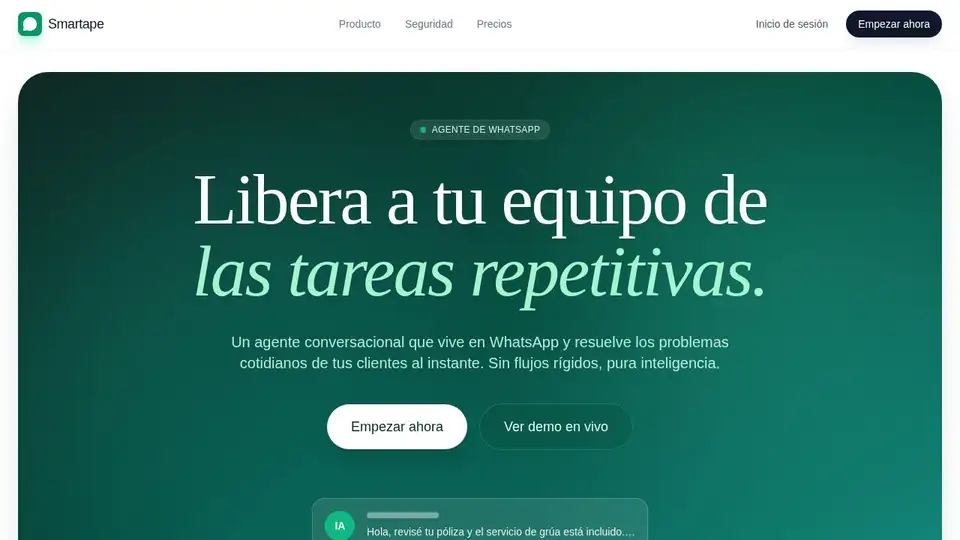 Smartape
Producto
Seguridad
Precios
Inicio de sesión
Empezar ahora
AGENTE DE WHATSAPP
Libera a tu equipo de
las tareas repetitivas.
Un agente conversacional que vive en WhatsApp y resuelve los problemas
cotidianos de tus clientes al instante. Sin flujos rígidos, pura inteligencia.
Empezar ahora
Ver demo en vivo
IA
Hola, revisé tu póliza y el servicio de grúa está incluido....